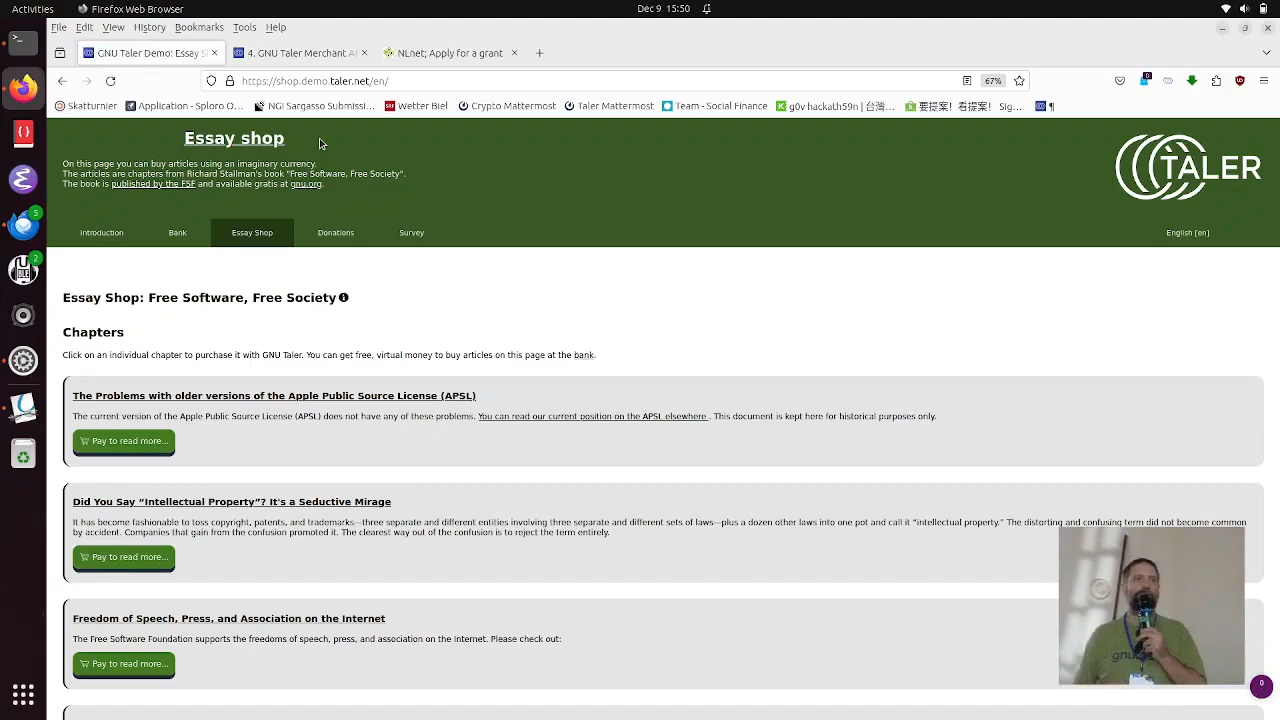 Activities
Firefox Web Browser
Dec 9 15:50
File Edit View History Bookmarks Tools Help
GNU Taler Demo: Essay S
4. GNU Taler Merchant A
NLnet; Apply for a grant
https://shop.demo.taler.net/en/
67%
0
Skatturnier
Application - Sploro O...
NGI Sargasso Submissi...
SRF
Wetter Biel
Crypto Mattermost
Taler Mattermost
Team - Social Finance
g0v hackath59n | 台灣...
要提案! 看提案! Sig...
¶
Essay shop
On this page you can buy articles using an imaginary currency.
The articles are chapters from Richard Stallman's book "Free Software, Free Society".
The book is published by the FSF and available gratis at gnu.org.
TALER
Introduction
Bank
Essay Shop
Donations
Survey
English [en]
5
2
Essay Shop: Free Software, Free Society
Chapters
Click on an individual chapter to purchase it with GNU Taler. You can get free, virtual money to buy articles on this page at the bank.
The Problems with older versions of the Apple Public Source License (APSL)
The current version of the Apple Public Source License (APSL) does not have any of these problems. You can read our current position on the APSL elsewhere . This document is kept here for historical purposes only.
Pay to read more...
Did You Say “Intellectual Property”? It's a Seductive Mirage
It has become fashionable to toss copyright, patents, and trademarks—three separate and different entities involving three separate and different sets of laws—plus a dozen other laws into one pot and call it “intellectual property.” The distorting and confusing term did not become common
by accident. Companies that gain from the confusion promoted it. The clearest way out of the confusion is to reject the term entirely.
Pay to read more...
Freedom of Speech, Press, and Association on the Internet
The Free Software Foundation supports the freedoms of speech, press, and association on the Internet. Please check out:
Pay to read more...
0